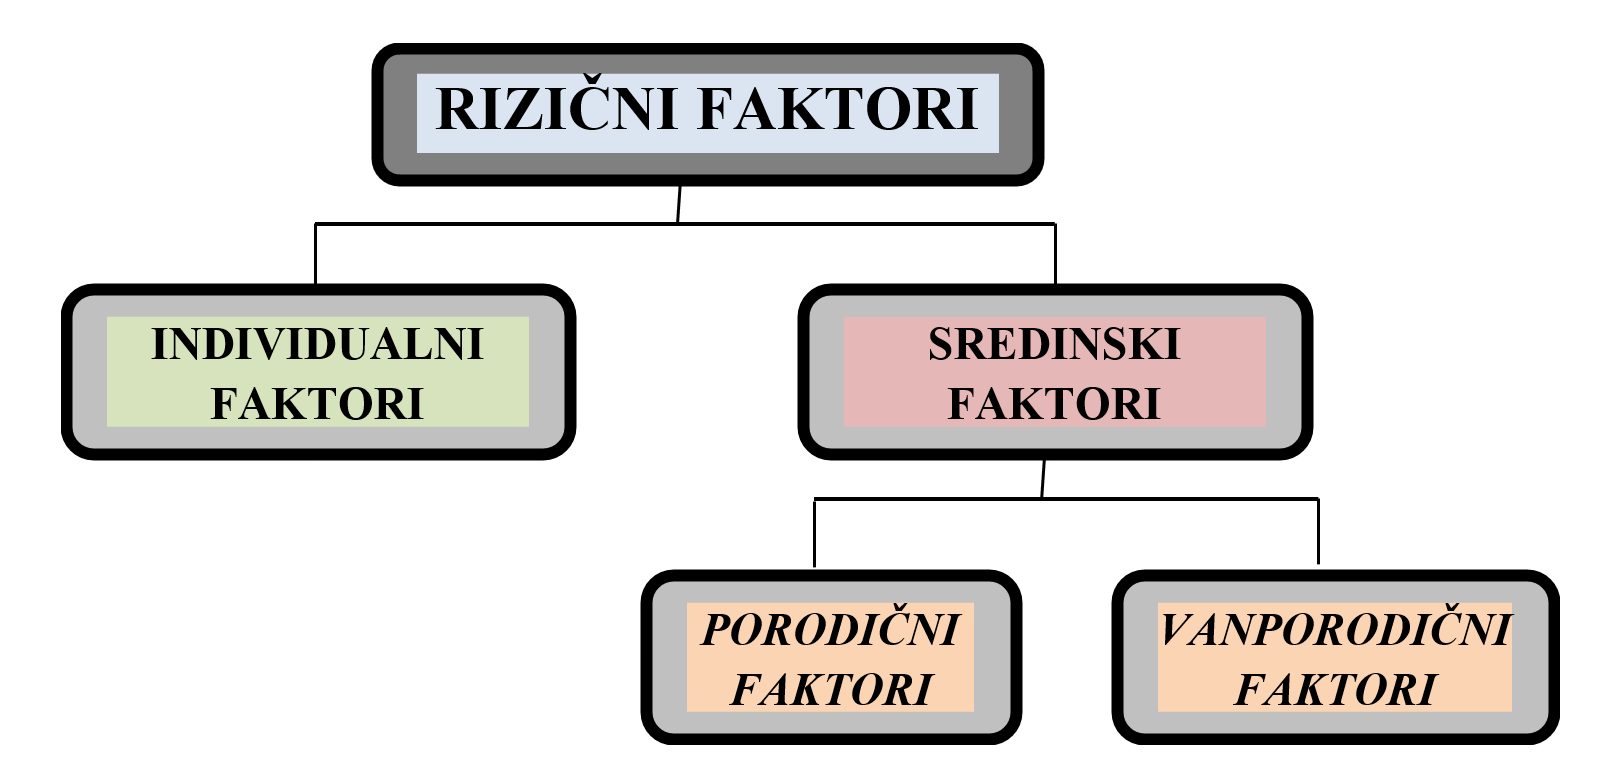 RIZIČNI FAKTORI
INDIVIDUALNI
FAKTORI
SREDINSKI
FAKTORI
PORODIČNI
FAKTORI
VANPORODIČNI
FAKTORI